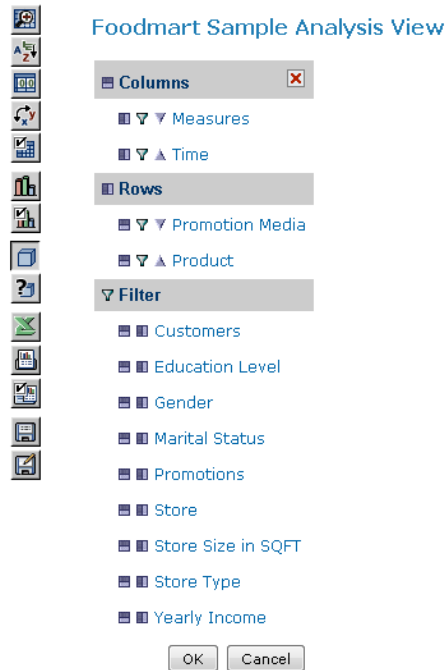 Foodmart Sample Analysis View
Columns
Measures
Time
Rows
Promotion Media
Product
Filter
Customers
Education Level
Gender
Marital Status
Promotions
Store
Store Size in SQFT
Store Type
Yearly Income
OK Cancel